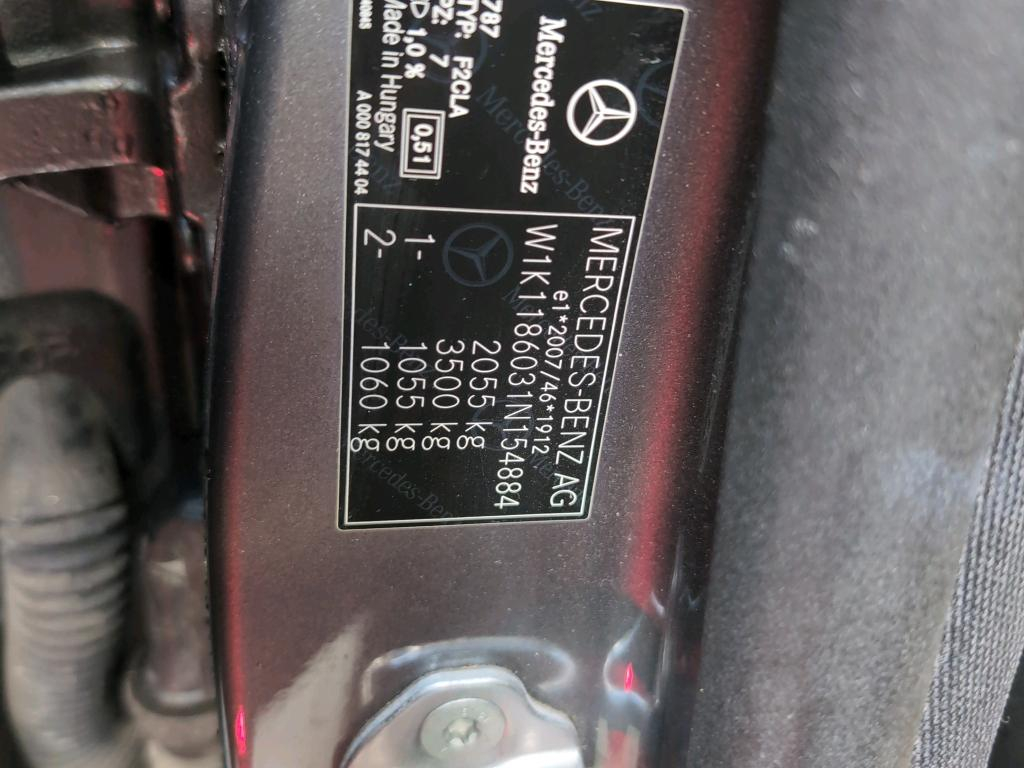 Mercedes-Benz
787
TYP: F2CLA
PZ: 7
D 1,0 % 0,51
Made in Hungary
A 000 817 44 04
MERCEDES-BENZ AG
e1*2007/46*1912
W1K1186031N154884
2055 kg
3500 kg
1- 1055 kg
2- 1060 kg